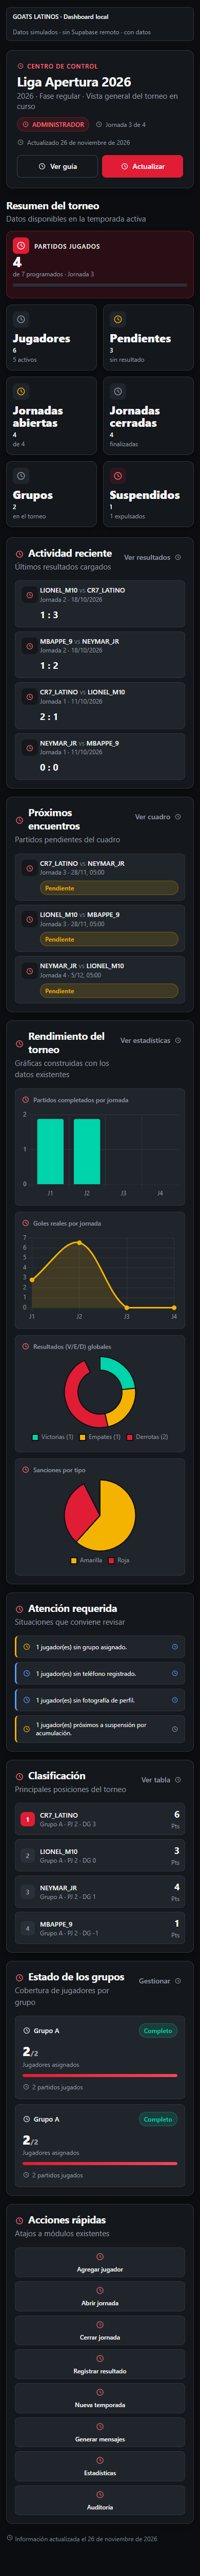 GOATS LATINOS · Dashboard local
Datos simulados · sin Supabase remoto · con datos
CENTRO DE CONTROL
Liga Apertura 2026
2026 · Fase regular · Vista general del torneo en
curso
ADMINISTRADOR
Jornada 3 de 4
Actualizado 26 de noviembre de 2026
Ver guía
Actualizar
Resumen del torneo
Datos disponibles en la temporada activa
PARTIDOS JUGADOS
4
de 7 programados · Jornada 3
Jugadores
6
5 activos
Pendientes
3
sin resultado
Jornadas
abiertas
4
de 4
Jornadas
cerradas
4
finalizadas
Grupos
2
en el torneo
Suspendidos
1
1 expulsados
Actividad reciente
Ver resultados
Últimos resultados cargados
LIONEL_M10 vs CR7_LATINO
Jornada 2 · 18/10/2026
1 : 3
MBAPPE_9 vs NEYMAR_JR
Jornada 2 · 18/10/2026
1 : 2
CR7_LATINO vs LIONEL_M10
Jornada 1 · 11/10/2026
2 : 1
NEYMAR_JR vs MBAPPE_9
Jornada 1 · 11/10/2026
0 : 0
Próximos
encuentros
Ver cuadro
Partidos pendientes del cuadro
CR7_LATINO vs NEYMAR_JR
Jornada 3 · 28/11, 05:00
Pendiente
LIONEL_M10 vs MBAPPE_9
Jornada 3 · 28/11, 05:00
Pendiente
NEYMAR_JR vs LIONEL_M10
Jornada 4 · 5/12, 05:00
Pendiente
Rendimiento del
torneo
Ver estadísticas
Gráficas construidas con los
datos existentes
Partidos completados por jornada
2
1
0
J1 J2 J3 J4
Goles reales por jornada
7
6
5
4
3
2
1
0
J1 J2 J3 J4
Resultados (V/E/D) globales
Victorias (1) Empates (1) Derrotas (2)
Sanciones por tipo
Amarilla Roja
Atención requerida
Situaciones que conviene revisar
1 jugador(es) sin grupo asignado.
1 jugador(es) sin teléfono registrado.
1 jugador(es) sin fotografía de perfil.
1 jugador(es) próximos a suspensión por
acumulación.
Clasificación
Ver tabla
Principales posiciones del torneo
1
CR7_LATINO
Grupo A · PJ 2 · DG 3
6
Pts
2
LIONEL_M10
Grupo A · PJ 2 · DG 0
3
Pts
3
NEYMAR_JR
Grupo A · PJ 2 · DG 1
4
Pts
4
MBAPPE_9
Grupo A · PJ 2 · DG -1
1
Pts
Estado de los grupos
Gestionar
Cobertura de jugadores por
grupo
Grupo A
Completo
2/2
Jugadores asignados
2 partidos jugados
Grupo A
Completo
2/2
Jugadores asignados
2 partidos jugados
Acciones rápidas
Atajos a módulos existentes
Agregar jugador
Abrir jornada
Cerrar jornada
Registrar resultado
Nueva temporada
Generar mensajes
Estadísticas
Auditoría
Información actualizada el 26 de noviembre de 2026